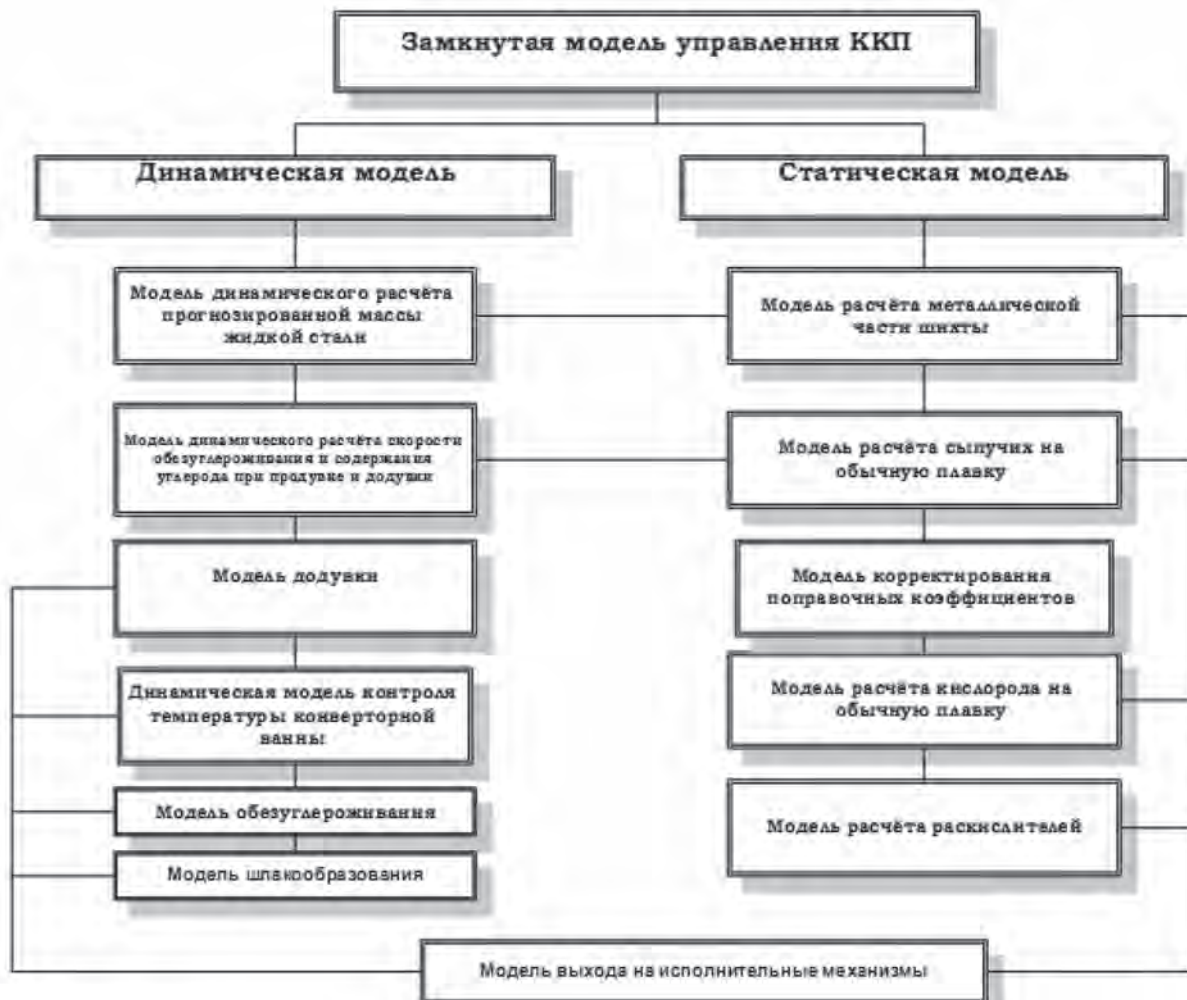 Замкнутая модель управления ККП
Динамическая модель
Статическая модель
Модель динамического расчёта
прогнозированной массы
жидкой стали
Модель расчёта металлической
части шихты
Модель динамического расчёта скорости
обезуглероживания и содержания
углерода при продувке и додувки
Модель расчёта сыпучих на
обычную плавку
Модель додувки
Модель корректирования
поправочных коэффициентов
Динамическая модель контроля
температуры конверторной
ванны
Модель расчёта кислорода на
обычную плавку
Модель обезуглероживания
Модель расчёта раскислителей
Модель шлакообразования
Модель выхода на исполнительные механизмы